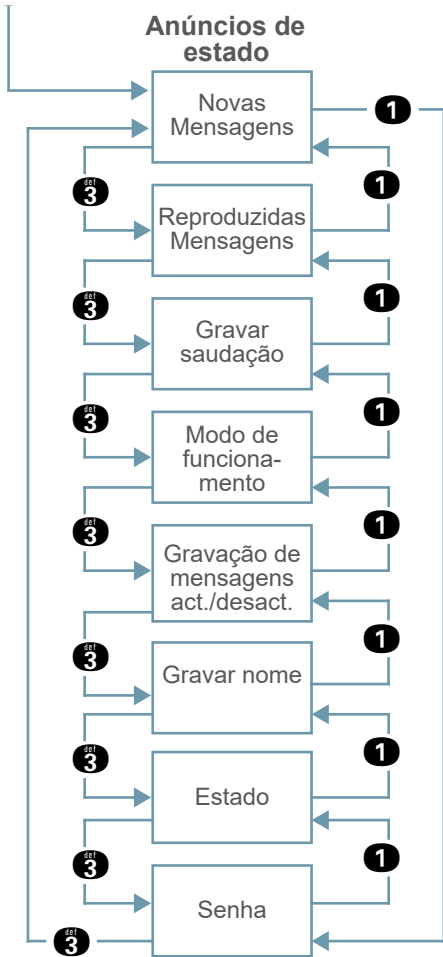 Anúncios de
estado
Novas
Mensagens
1
def
3
1
Reproduzidas
Mensagens
def
3
1
Gravar
saudação
def
3
1
Modo de
funciona-
mento
def
3
1
Gravação de
mensagens
act./desact.
def
3
1
Gravar nome
def
3
1
Estado
def
3
1
Senha
def
3